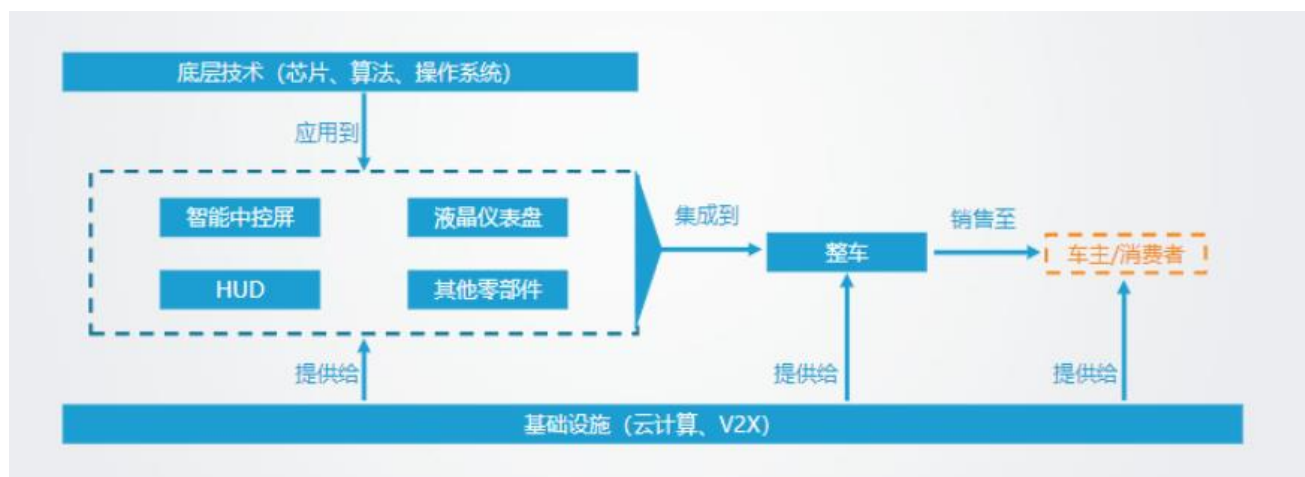 底层技术（芯片、算法、操作系统）
应用到
智能中控屏
液晶仪表盘
HUD
其他零部件
集成到
整车
销售至
车主/消费者
提供给
提供给
提供给
基础设施（云计算、V2X）